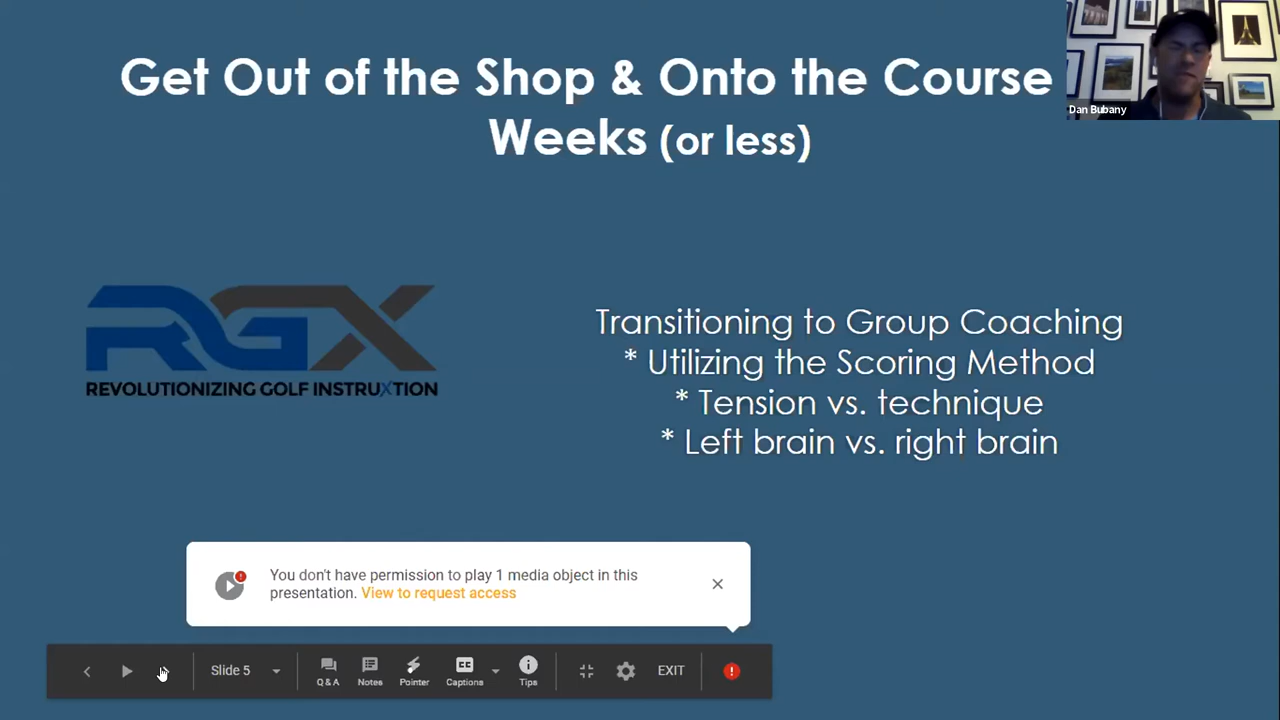 Get Out of the Shop & Onto the Course
Weeks (or less)
Dan Bubany
RGX
REVOLUTIONIZING GOLF INSTRUXTION
Transitioning to Group Coaching
* Utilizing the Scoring Method
* Tension vs. technique
* Left brain vs. right brain
You don't have permission to play 1 media object in this
presentation. View to request access
Slide 5
Q & A
Notes
Pointer
CC
Captions
Tips
EXIT